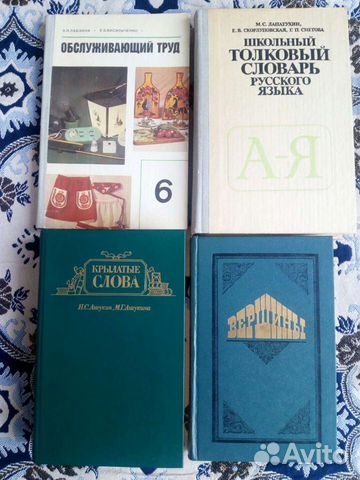 ОБСЛУЖИВАЮЩИЙ ТРУД
6
М. С. ЛАПАТУХИН,
Е. В. СКОРЛУПОВСКАЯ, Г. П. СНЕТОВА
ШКОЛЬНЫЙ
ТОЛКОВЫЙ
СЛОВАРЬ
РУССКОГО
ЯЗЫКА
А-Я
КРЫЛАТЫЕ
СЛОВА
Н.С.Ашукин, М.Г.Ашукина
ВЕРШИНЫ
Avito